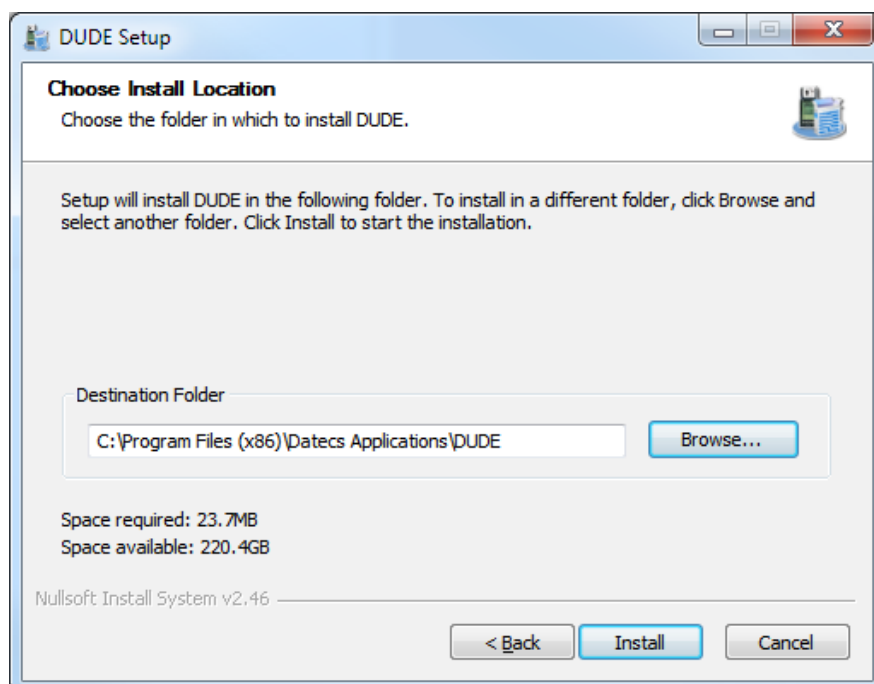 DUDE Setup
Choose Install Location
Choose the folder in which to install DUDE.
Setup will install DUDE in the following folder. To install in a different folder, click Browse and
select another folder. Click Install to start the installation.
Destination Folder
C:\Program Files (x86)\Datecs Applications\DUDE
Browse...
Space required: 23.7MB
Space available: 220.4GB
Nullsoft Install System v2.46
< Back
Install
Cancel